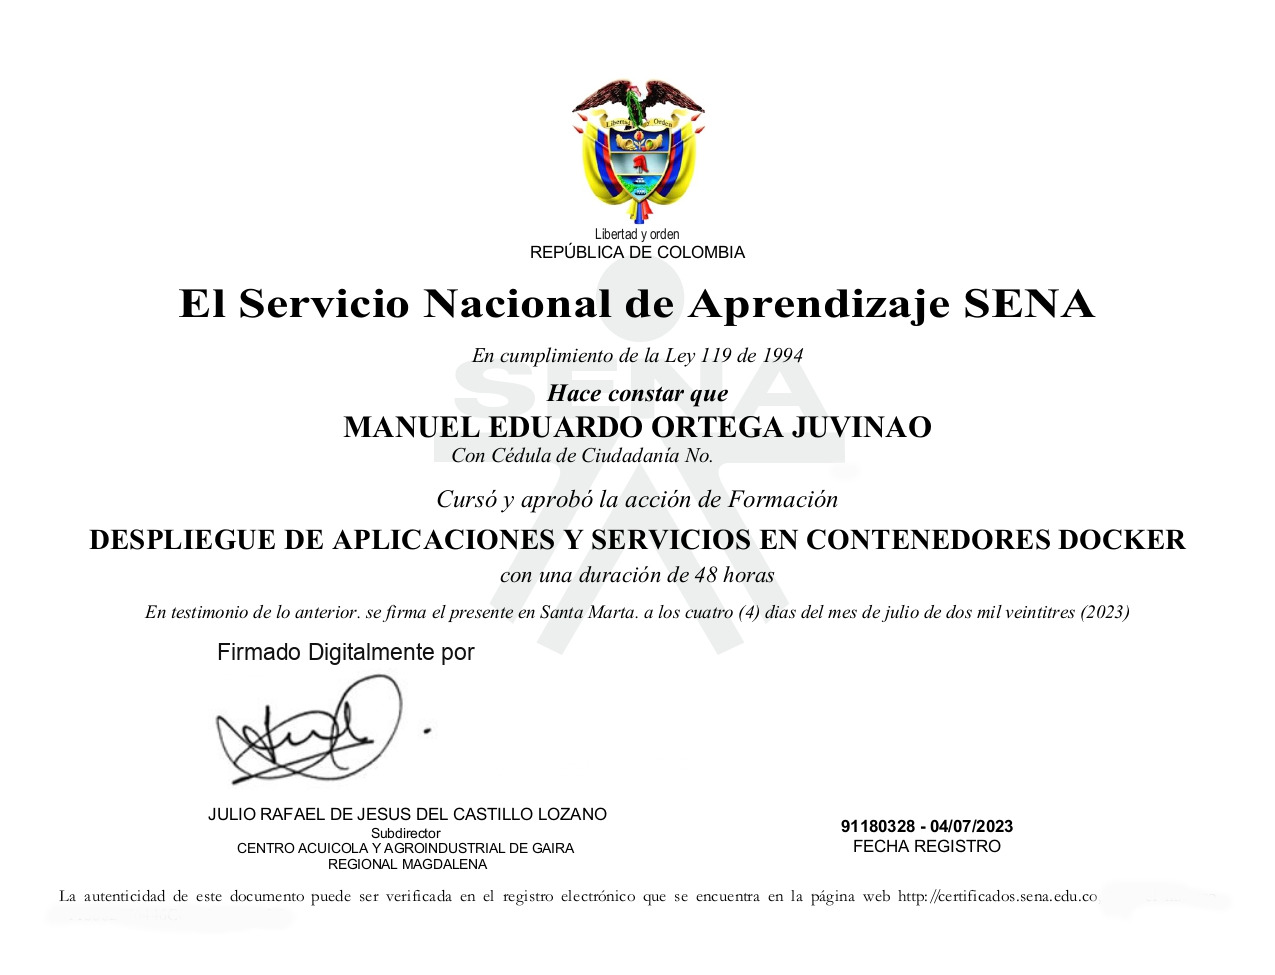 Libertad y Orden
Libertad y orden
REPÚBLICA DE COLOMBIA
El Servicio Nacional de Aprendizaje SENA
En cumplimiento de la Ley 119 de 1994
SENA
Hace constar que
MANUEL EDUARDO ORTEGA JUVINAO
Con Cédula de Ciudadanía No.
Cursó y aprobó la acción de Formación
DESPLIEGUE DE APLICACIONES Y SERVICIOS EN CONTENEDORES DOCKER
con una duración de 48 horas
En testimonio de lo anterior. se firma el presente en Santa Marta. a los cuatro (4) dias del mes de julio de dos mil veintitres (2023)
Firmado Digitalmente por
JULIO RAFAEL DE JESUS DEL CASTILLO LOZANO
Subdirector
CENTRO ACUICOLA Y AGROINDUSTRIAL DE GAIRA
REGIONAL MAGDALENA
91180328 - 04/07/2023
FECHA REGISTRO
La autenticidad de este documento puede ser verificada en el registro electrónico que se encuentra en la página web http://certificados.sena.edu.co